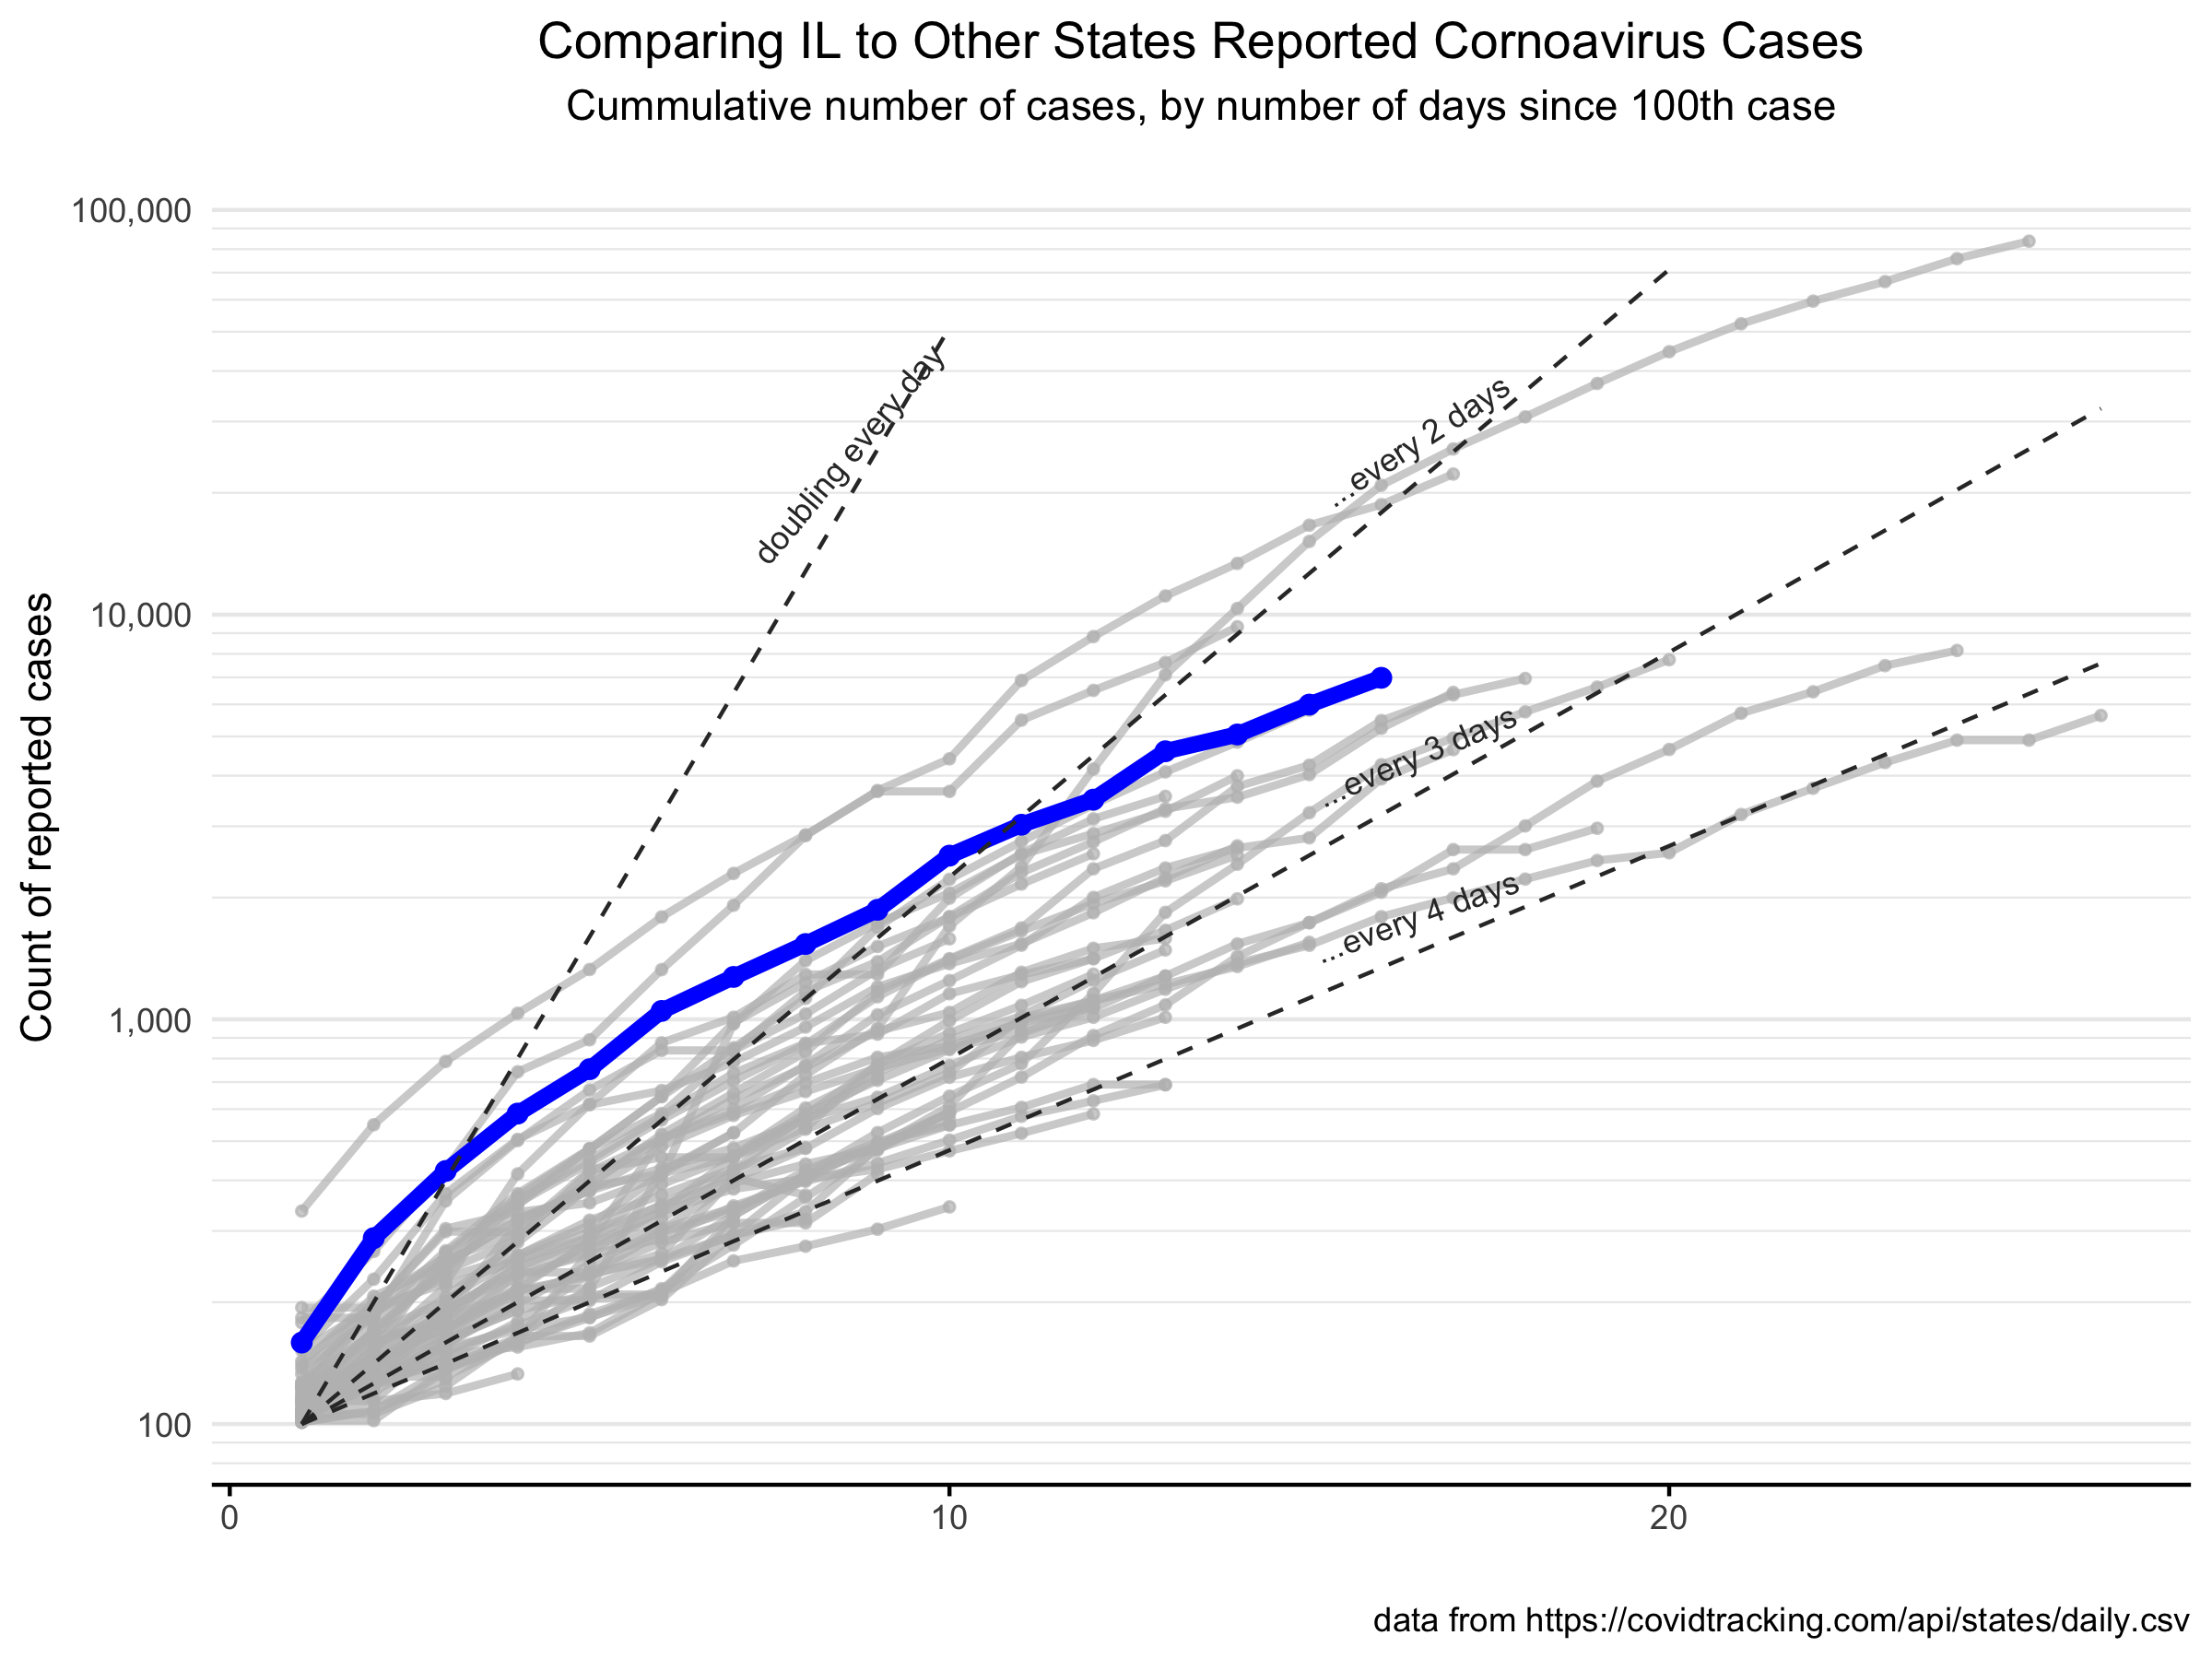 Comparing IL to Other States Reported Cornoavirus Cases
Cummulative number of cases, by number of days since 100th case
Count of reported cases
100,000
10,000
1,000
100
doubling every day
...every 2 days
...every 3 days
...every 4 days
0
10
20
data from https://covidtracking.com/api/states/daily.csv